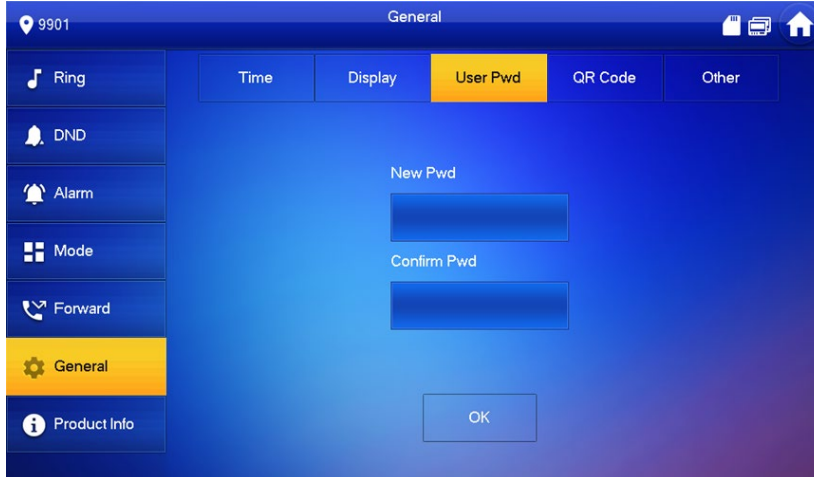 9901
General
Ring
DND
Alarm
Mode
Forward
General
Product Info
Time
Display
User Pwd
QR Code
Other
New Pwd
Confirm Pwd
OK